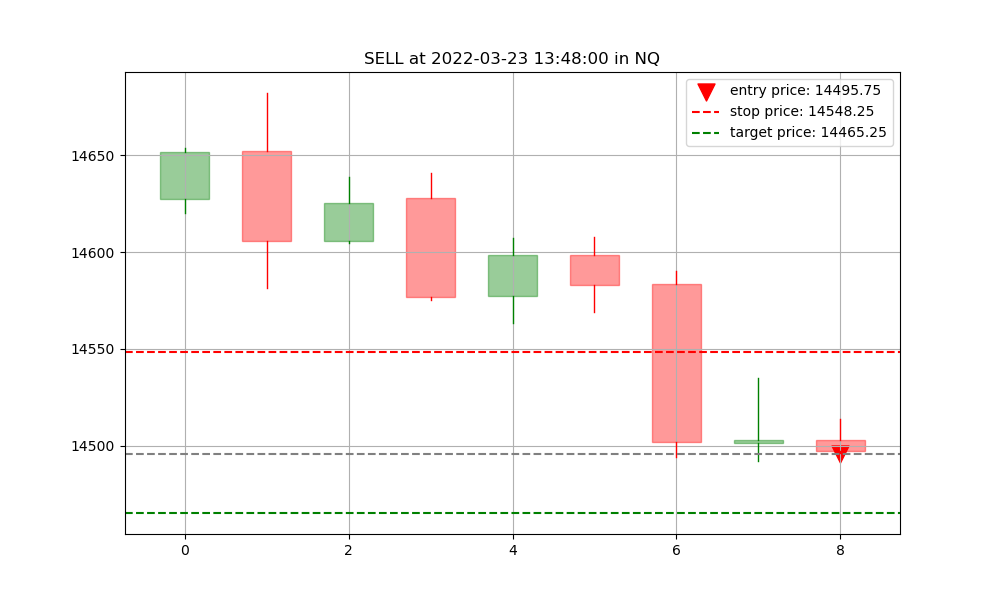 SELL at 2022-03-23 13:48:00 in NQ
entry price: 14495.75
stop price: 14548.25
target price: 14465.25
14650
14600
14550
14500
0 2 4 6 8